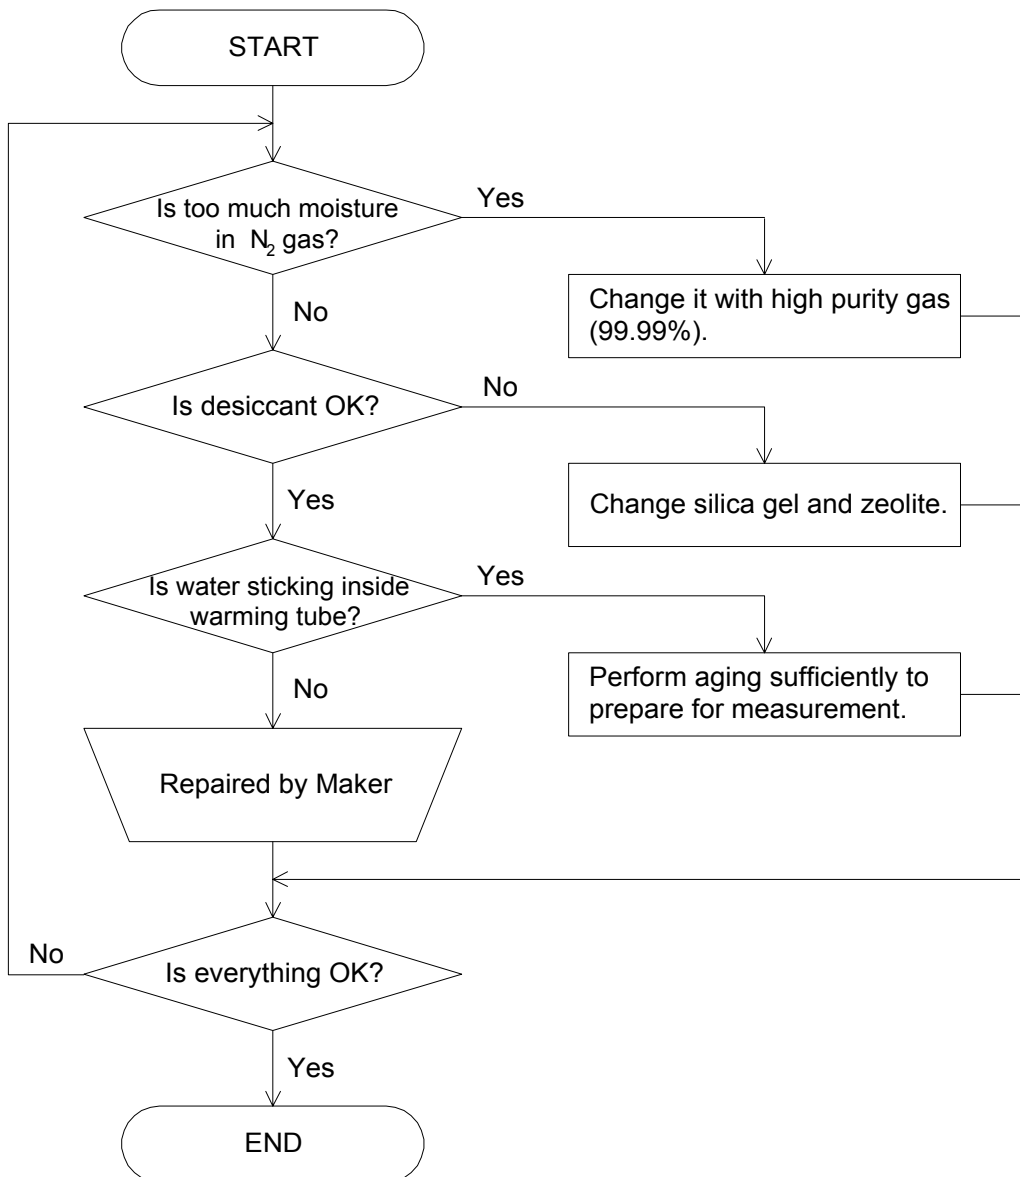 START
Is too much moisture
in N₂ gas?
Yes
Change it with high purity gas
(99.99%).
No
Is desiccant OK?
No
Change silica gel and zeolite.
Yes
Is water sticking inside
warming tube?
Yes
Perform aging sufficiently to
prepare for measurement.
No
Repaired by Maker
Is everything OK?
No
Yes
END